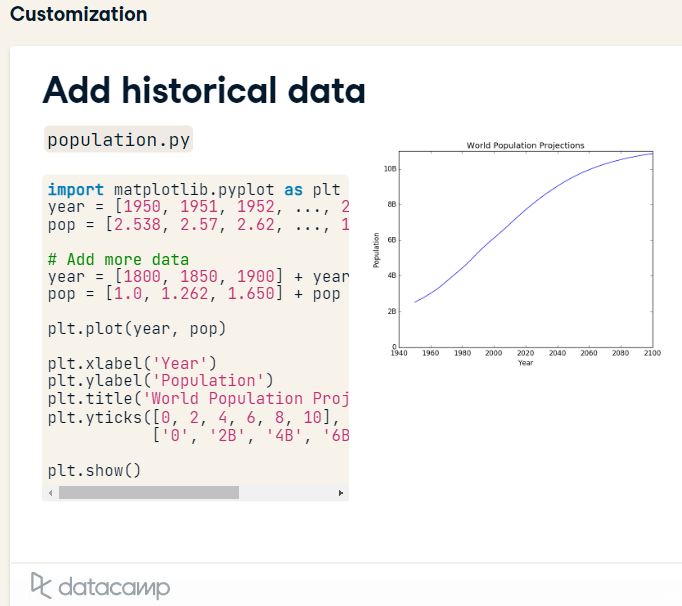 Customization
Add historical data
population.py
import matplotlib.pyplot as plt
year = [1950, 1951, 1952, ..., 2
pop = [2.538, 2.57, 2.62, ..., 1
# Add more data
year = [1800, 1850, 1900] + year
pop = [1.0, 1.262, 1.650] + pop
plt.plot(year, pop)
plt.xlabel('Year')
plt.ylabel('Population')
plt.title('World Population Proj
plt.yticks([0, 2, 4, 6, 8, 10],
['0', '2B', '4B', '6B
plt.show()
World Population Projections
10B
8B
6B
4B
2B
0
Population
1940 1960 1980 2000 2020 2040 2060 2080 2100
Year
datacamp